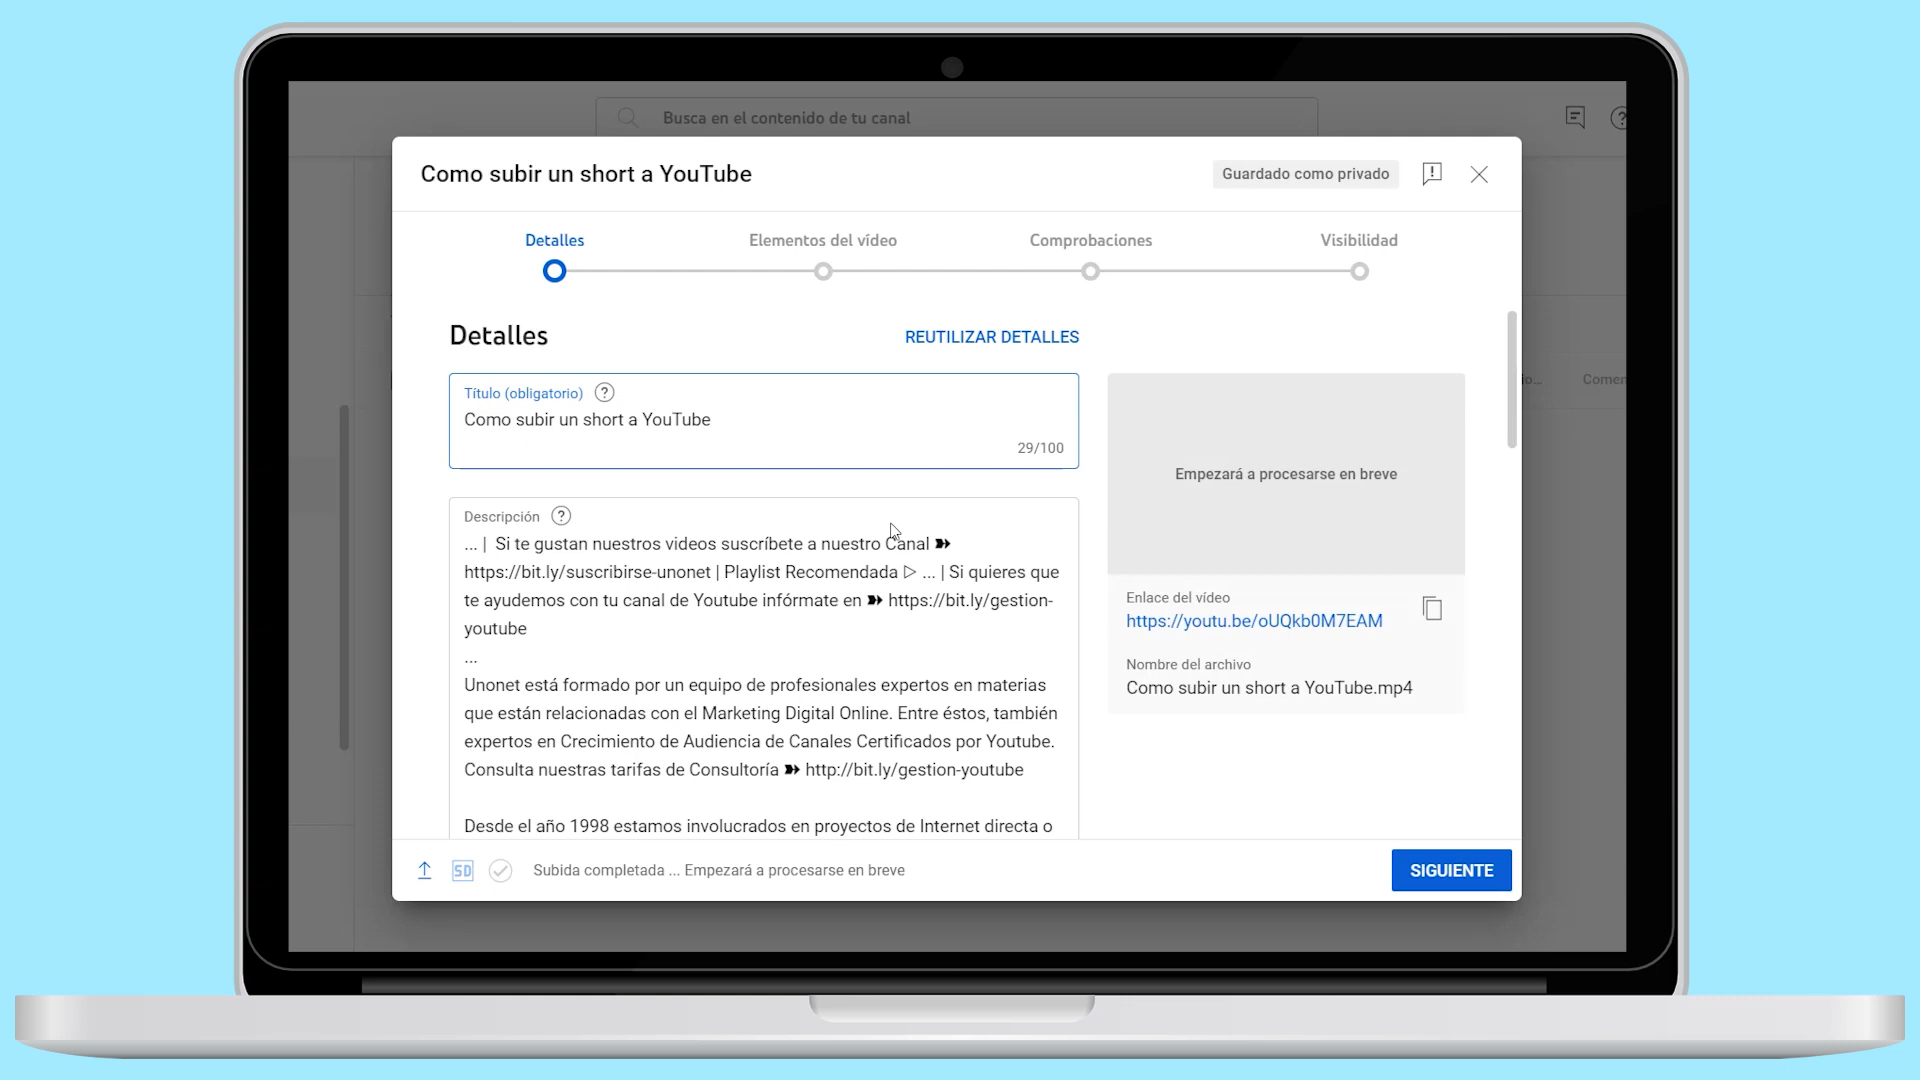 Busca en el contenido de tu canal
Como subir un short a YouTube
Guardado como privado
Detalles
Elementos del vídeo
Comprobaciones
Visibilidad
Detalles
REUTILIZAR DETALLES
Título (obligatorio)
Como subir un short a YouTube
29/100
Empezará a procesarse en breve
Descripción
... | Si te gustan nuestros videos suscríbete a nuestro Canal ➽
https://bit.ly/suscribirse-unonet | Playlist Recomendada ▷ ... | Si quieres que
te ayudemos con tu canal de Youtube infórmate en ➽ https://bit.ly/gestion-
youtube
...
Unonet está formado por un equipo de profesionales expertos en materias
que están relacionadas con el Marketing Digital Online. Entre éstos, también
expertos en Crecimiento de Audiencia de Canales Certificados por Youtube.
Consulta nuestras tarifas de Consultoría ➽ http://bit.ly/gestion-youtube
Desde el año 1998 estamos involucrados en proyectos de Internet directa o
Enlace del vídeo
https://youtu.be/oUQkb0M7EAM
Nombre del archivo
Como subir un short a YouTube.mp4
io...
Comen
SD
Subida completada ... Empezará a procesarse en breve
SIGUIENTE